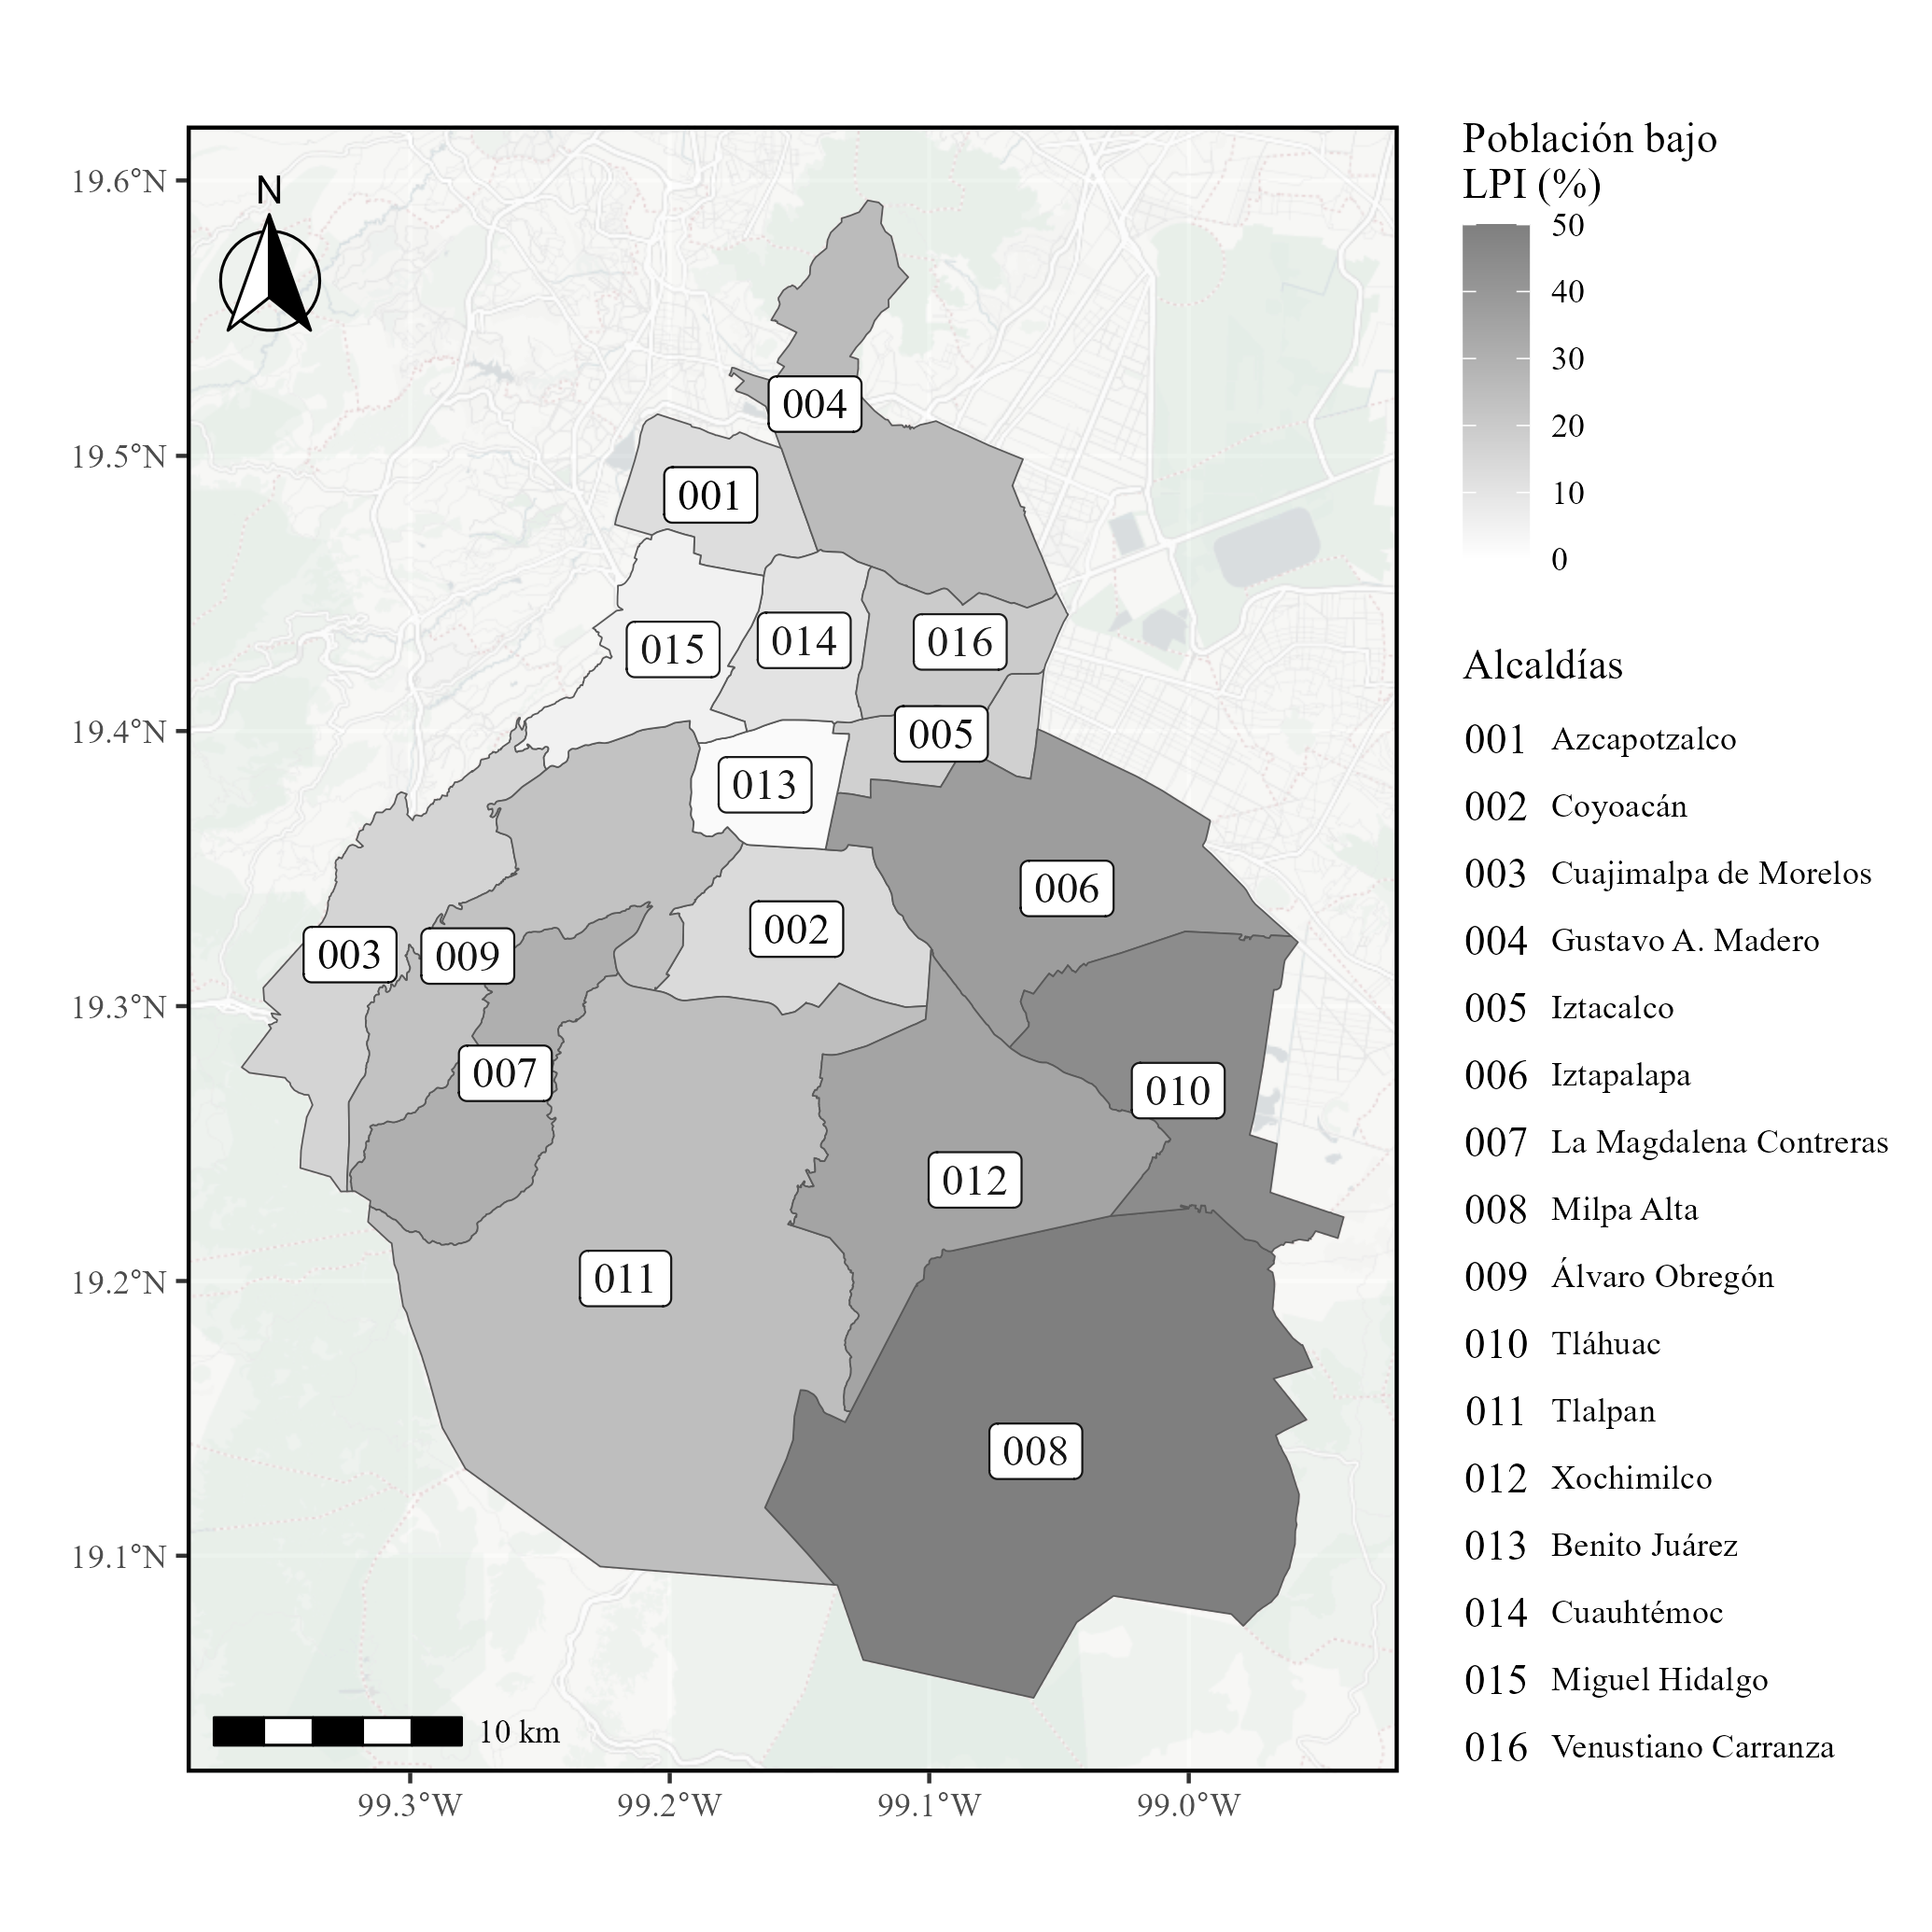 Población bajo
LPI (%)
50
40
30
20
10
0
N
19.6°N
19.5°N
19.4°N
19.3°N
19.2°N
19.1°N
004
001
015
014
016
005
013
006
002
003
009
007
010
012
011
008
10 km
99.3°W
99.2°W
99.1°W
99.0°W
Alcaldías
001 Azcapotzalco
002 Coyoacán
003 Cuajimalpa de Morelos
004 Gustavo A. Madero
005 Iztacalco
006 Iztapalapa
007 La Magdalena Contreras
008 Milpa Alta
009 Álvaro Obregón
010 Tláhuac
011 Tlalpan
012 Xochimilco
013 Benito Juárez
014 Cuauhtémoc
015 Miguel Hidalgo
016 Venustiano Carranza